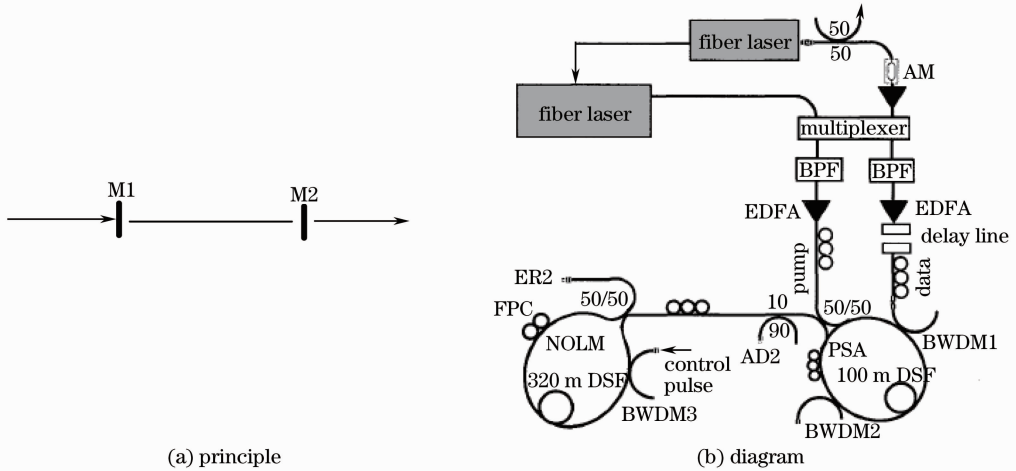 M1
M2
(a) principle
fiber laser
50
50
AM
fiber laser
multiplexer
BPF
BPF
EDFA
EDFA
delay line
pump
data
ER2
50/50
10
50/50
FPC
90
BWDM1
NOLM
AD2
PSA
control
pulse
320 m DSF
100 m DSF
BWDM3
BWDM2
(b) diagram